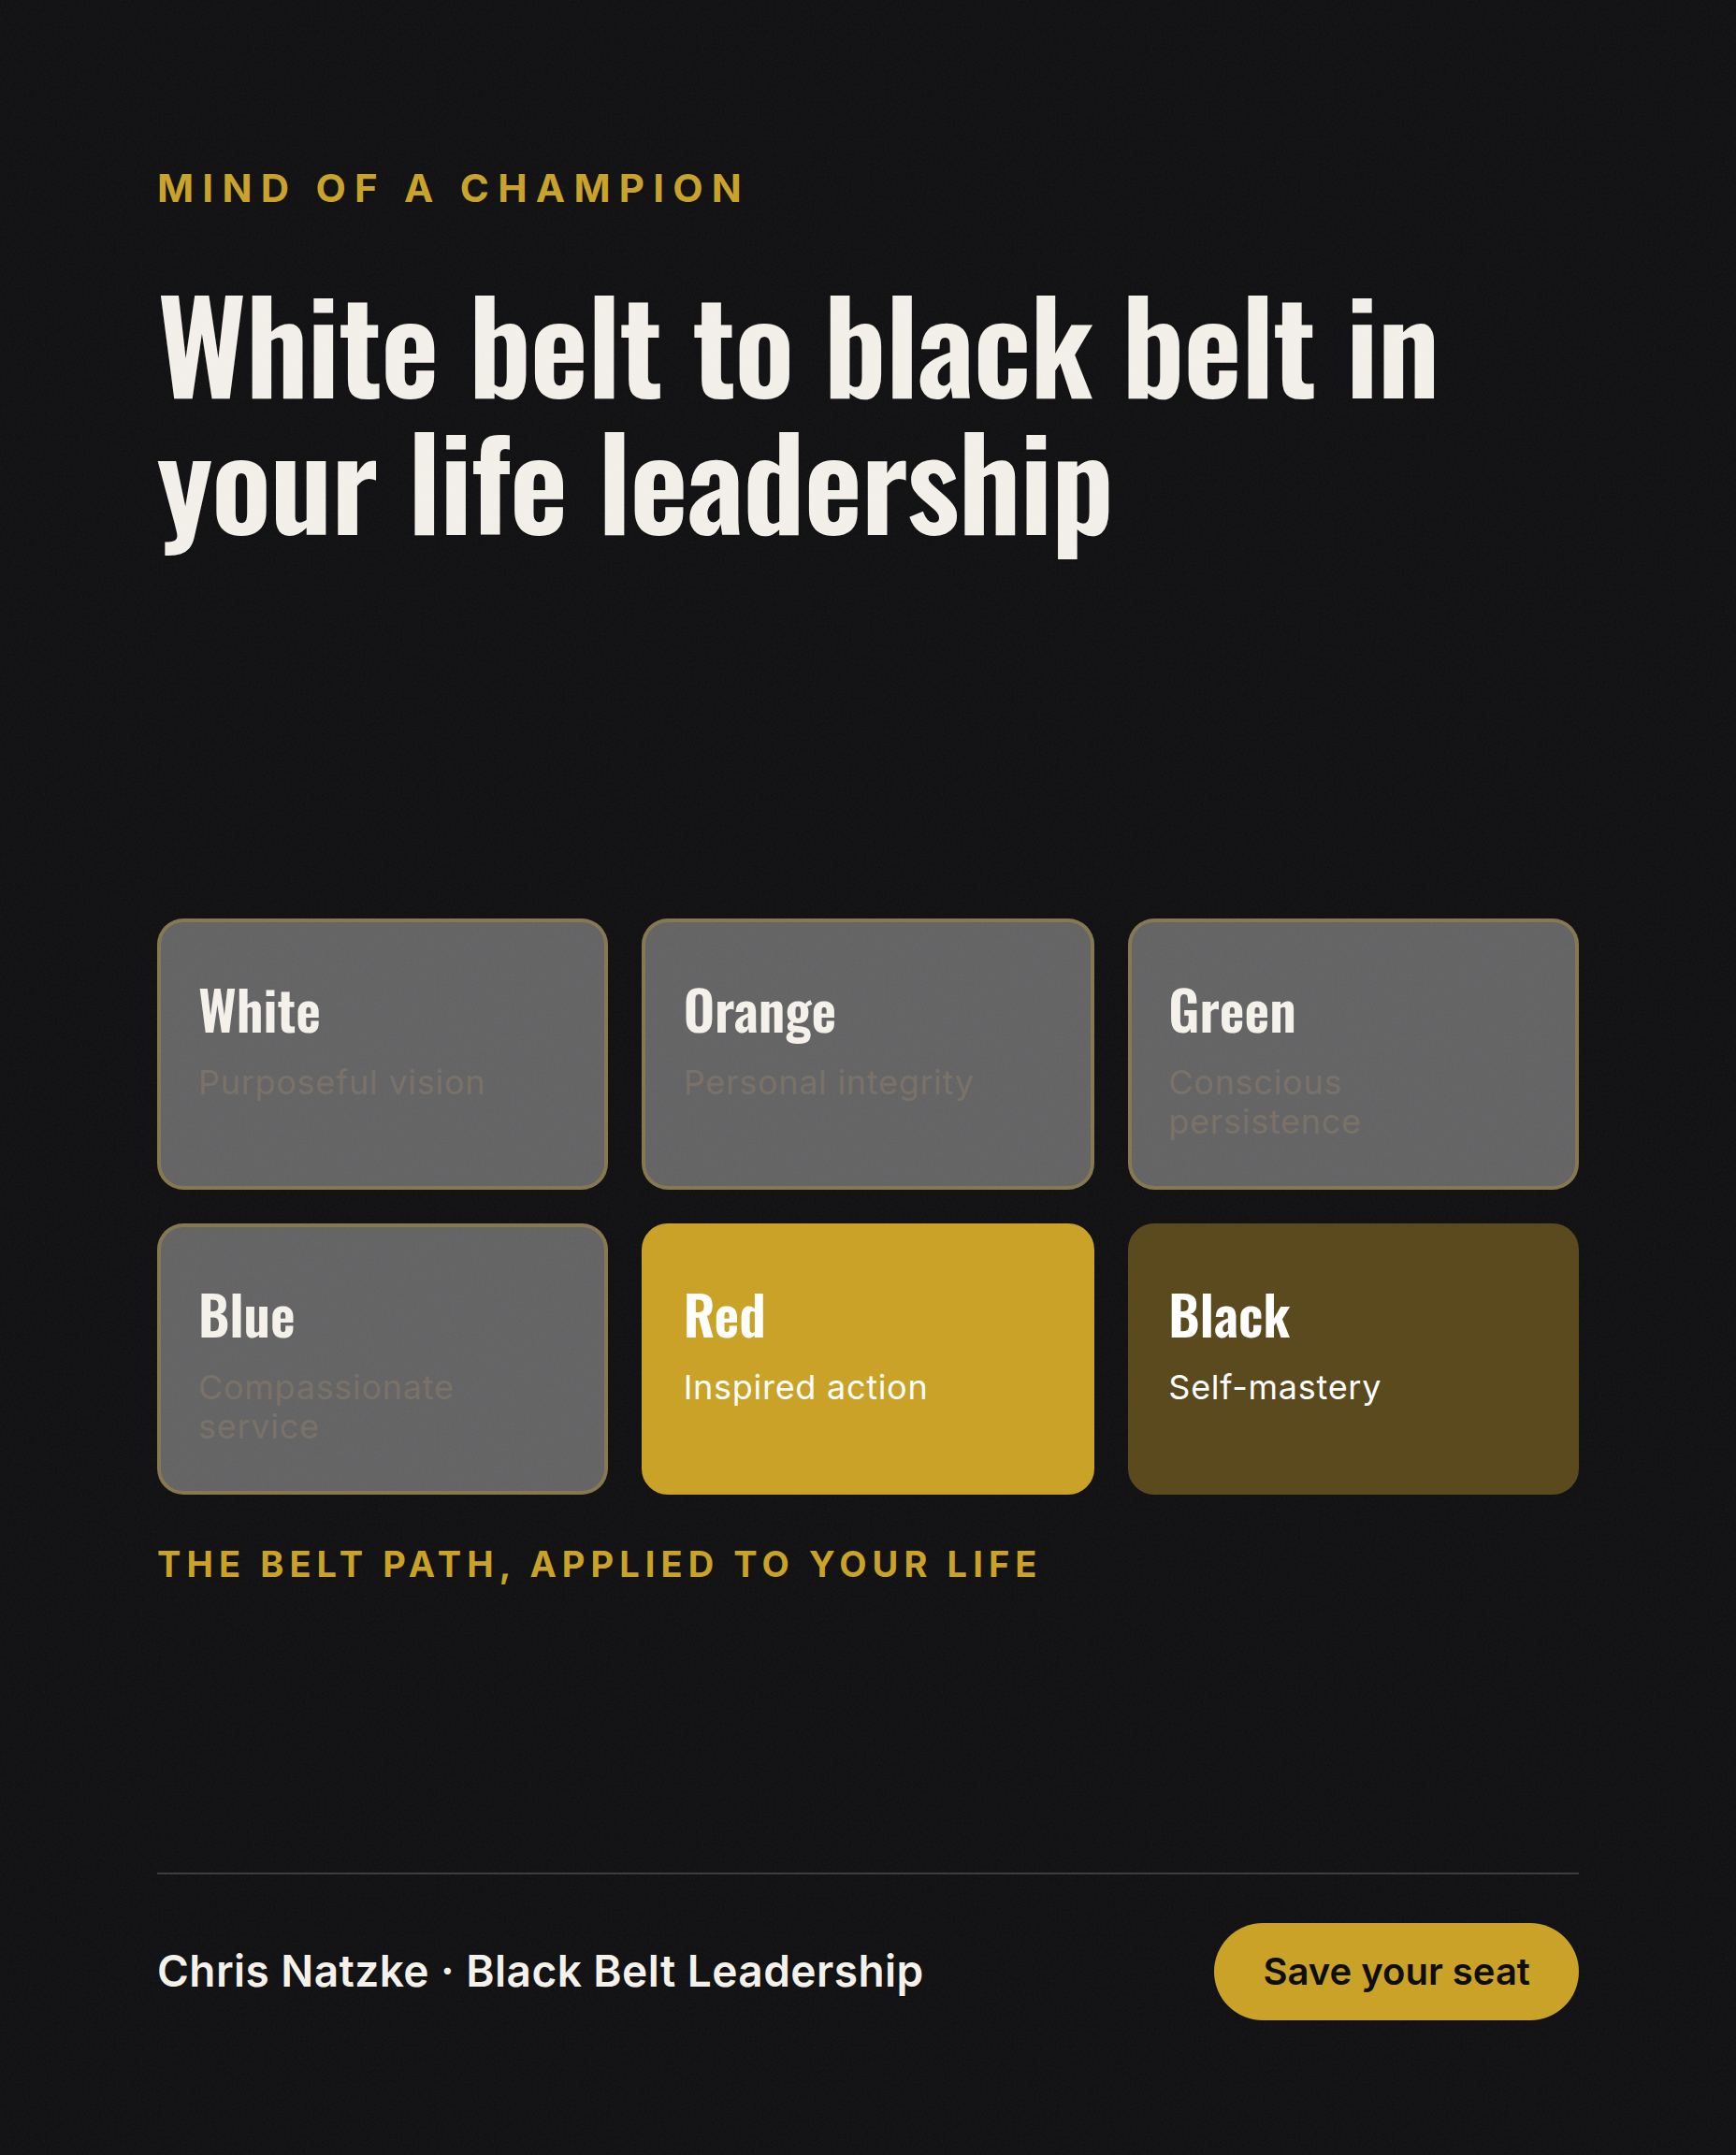 MIND OF A CHAMPION
White belt to black belt in
your life leadership
White
Purposeful vision
Orange
Personal integrity
Green
Conscious
persistence
Blue
Compassionate
service
Red
Inspired action
Black
Self-mastery
THE BELT PATH, APPLIED TO YOUR LIFE
Chris Natzke · Black Belt Leadership
Save your seat